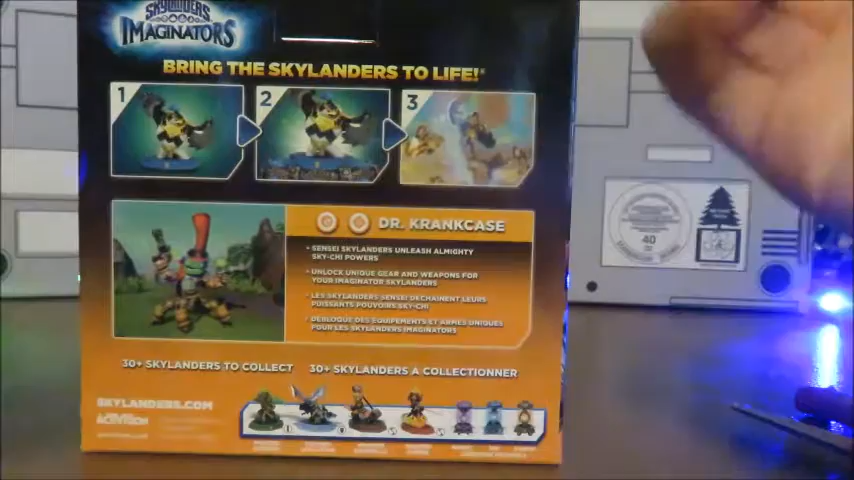 SKYLANDERS
IMAGINATORS
BRING THE SKYLANDERS TO LIFE!
1
2
3
DR. KRANKCASE
• SENSEI SKYLANDERS UNLEASH ALMIGHTY
SKY-CHI POWERS
• UNLOCK UNIQUE GEAR AND WEAPONS FOR
YOUR IMAGINATOR SKYLANDERS
• LES SKYLANDERS SENSEI DÉCHAÎNENT LEURS
PUISSANTS POUVOIRS SKY-CHI
• DÉBLOQUE DES ÉQUIPEMENTS ET ARMES UNIQUES
POUR LES SKYLANDERS IMAGINATORS
30+ SKYLANDERS TO COLLECT
30+ SKYLANDERS À COLLECTIONNER
SKYLANDERS.COM
ACTIVISION
40